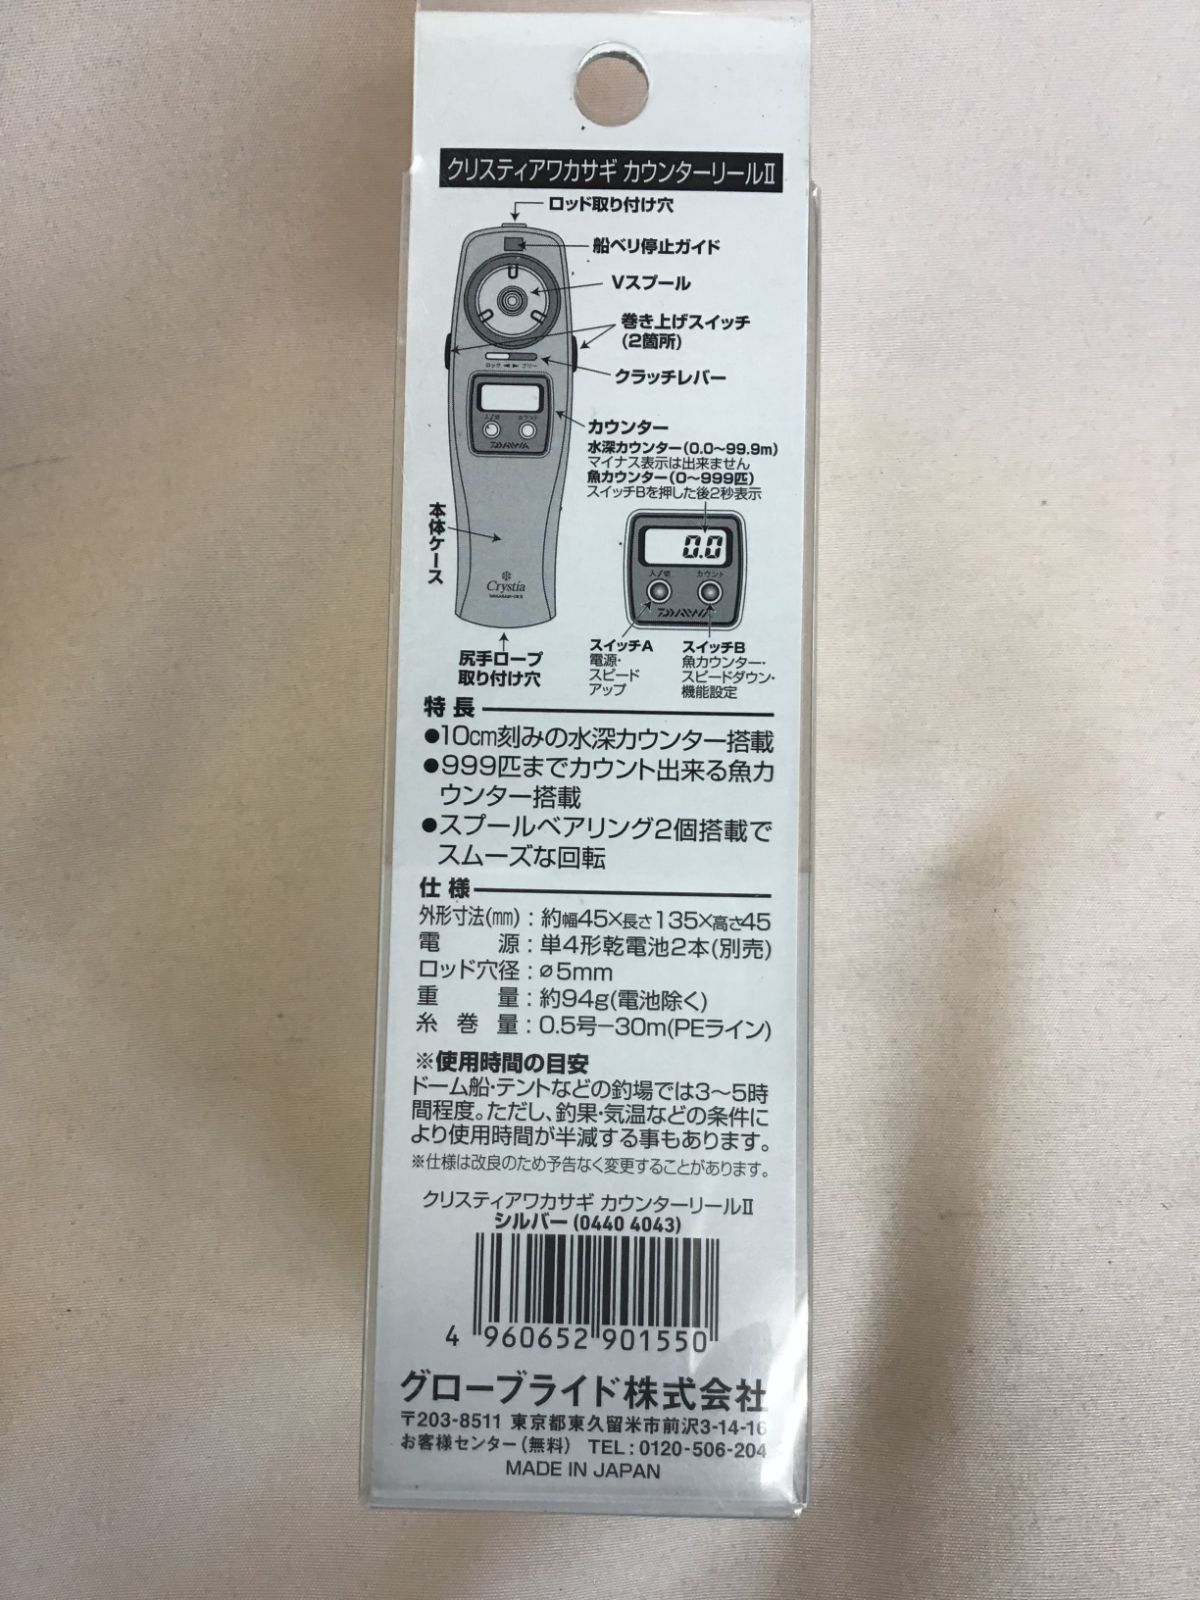 クリスティアワカサギ カウンターリールⅡ
ロッド取り付け穴
船ベリ停止ガイド
Vスプール
巻き上げスイッチ
(2箇所)
ロック ◀ ▶ フリー
クラッチレバー
人/切 カウント
DAIWA
カウンター
水深カウンター(0.0〜99.9m)
マイナス表示は出来ません
魚カウンター(0〜999匹)
スイッチBを押した後2秒表示
本体ケース
Crystia
0.0
入/切 カウント
DAIWA
尻手ロープ
取り付け穴
スイッチA
電源・
スピード
アップ
スイッチB
魚カウンター・
スピードダウン・
機能設定
特長
●10cm刻みの水深カウンター搭載
●999匹までカウント出来る魚カ
ウンター搭載
●スプールベアリング2個搭載で
スムーズな回転
仕様
外形寸法(mm):約幅45×長さ135×高さ45
電源:単4形乾電池2本(別売)
ロッド穴径:ø5mm
重量:約94g(電池除く)
糸巻量:0.5号−30m(PEライン)
※使用時間の目安
ドーム船・テントなどの釣場では3〜5時
間程度。ただし、釣果・気温などの条件に
より使用時間が半減する事もあります。
※仕様は改良のため予告なく変更することがあります。
クリスティアワカサギ カウンターリールⅡ
シルバー(0440 4043)
4 960652 901550
グローブライド株式会社
〒203-8511 東京都東久留米市前沢3-14-16
お客様センター(無料) TEL:0120-506-204
MADE IN JAPAN